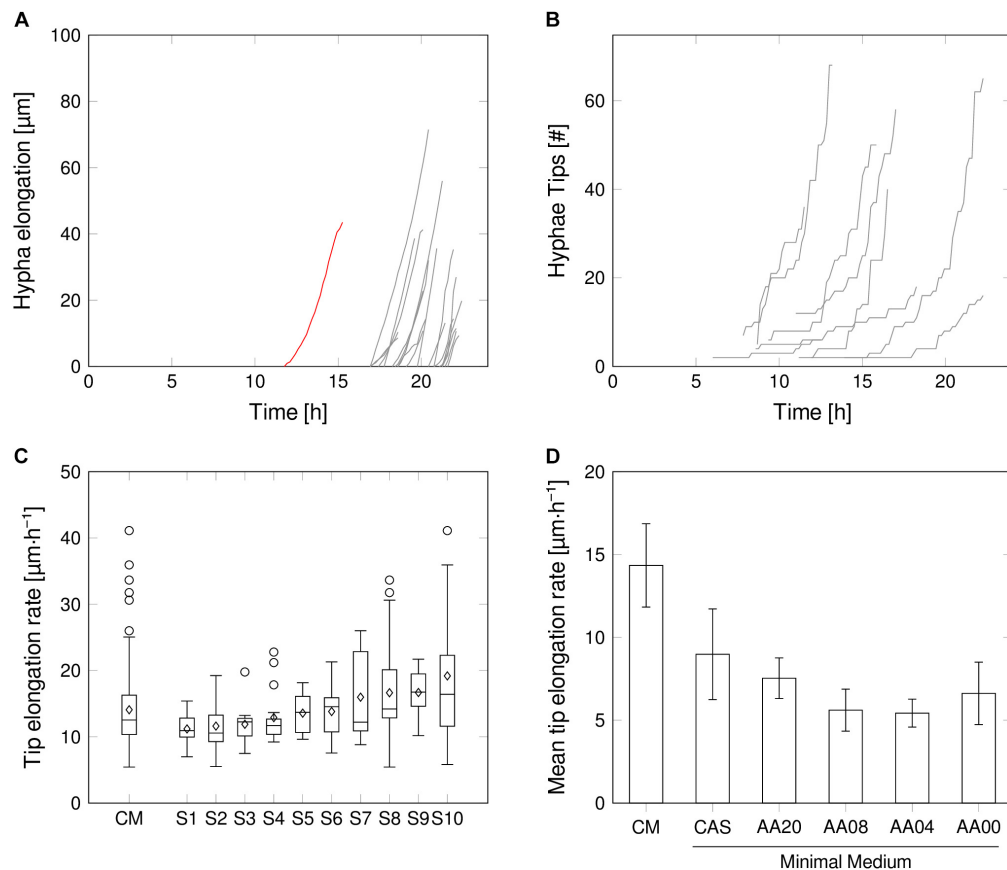 A
100
80
60
40
20
0
0 5 10 15 20
Hypha elongation [µm]
Time [h]
B
60
40
20
0
0 5 10 15 20
Hyphae Tips [#]
Time [h]
C
50
40
30
20
10
0
Tip elongation rate [µm·h⁻¹]
CM S1 S2 S3 S4 S5 S6 S7 S8 S9 S10
D
20
15
10
5
0
Mean tip elongation rate [µm·h⁻¹]
CM CAS AA20 AA08 AA04 AA00
Minimal Medium